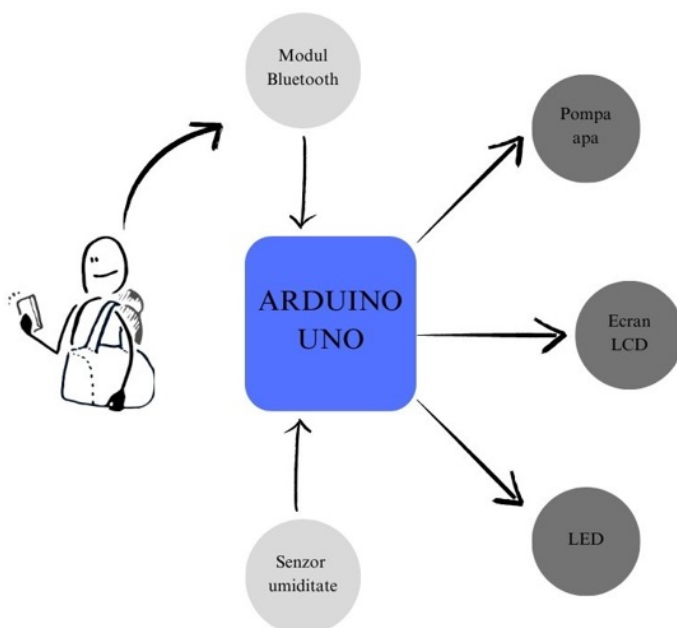 Modul
Bluetooth
Pompa
apa
ARDUINO
UNO
Ecran
LCD
Senzor
umiditate
LED